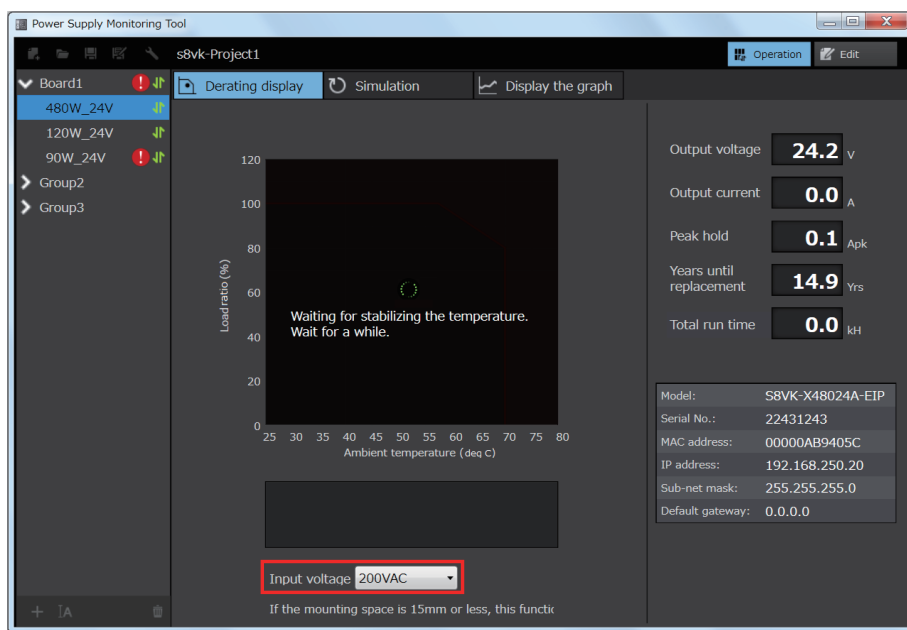 Power Supply Monitoring Tool
s8vk-Project1
Operation
Edit
Board1
480W_24V
120W_24V
90W_24V
Group2
Group3
Derating display
Simulation
Display the graph
120
100
80
60
40
20
0
Load ratio (%)
Waiting for stabilizing the temperature.
Wait for a while.
25 30 35 40 45 50 55 60 65 70 75 80
Ambient temperature (deg C)
Input voltage 200VAC
If the mounting space is 15mm or less, this functic
Output voltage 24.2 V
Output current 0.0 A
Peak hold 0.1 Apk
Years until
replacement 14.9 Yrs
Total run time 0.0 kH
Model: S8VK-X48024A-EIP
Serial No.: 22431243
MAC address: 00000AB9405C
IP address: 192.168.250.20
Sub-net mask: 255.255.255.0
Default gateway: 0.0.0.0